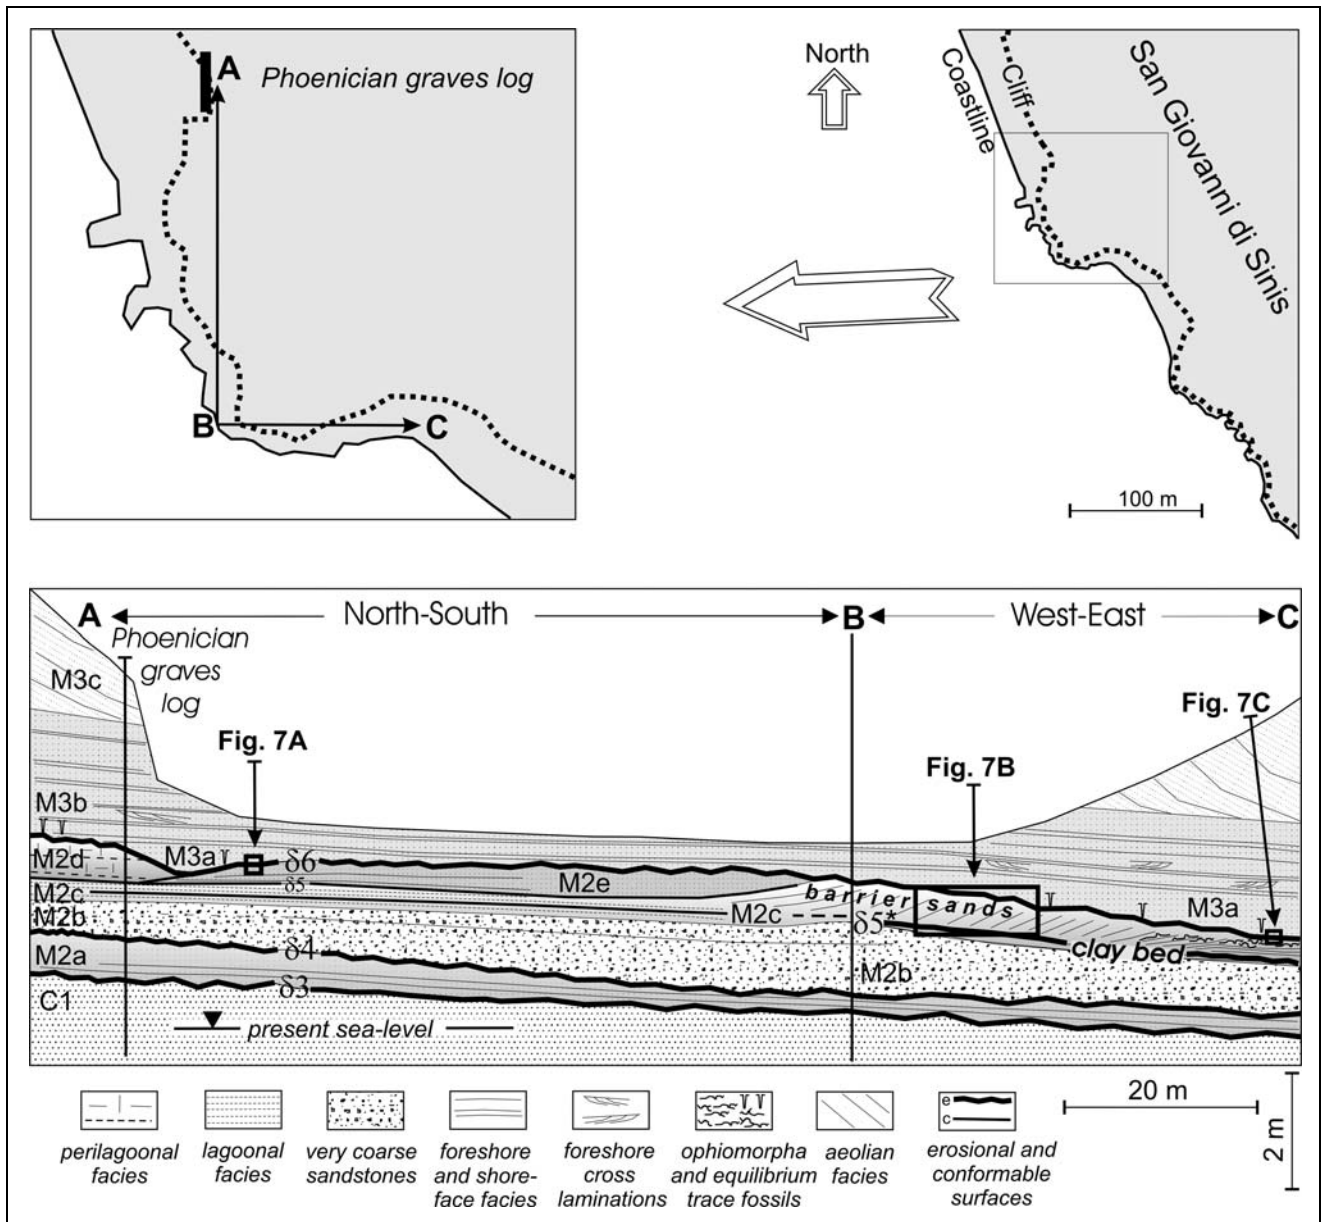 A
Phoenician graves log
B
C
North
Coastline
Cliff
San Giovanni di Sinis
100 m
A
North-South
B
West-East
C
Phoenician
graves
log
M3c
Fig. 7A
Fig. 7B
Fig. 7C
M3b
M3a
δ6
M2d
δ5
M2e
M2c
M2b
barrier sands
M2c
δ5*
M3a
clay bed
δ4
M2a
M2b
δ3
C1
present sea-level
20 m
2 m
e
c
perilagoonal
facies
lagoonal
facies
very coarse
sandstones
foreshore
and shore-
face facies
foreshore
cross
laminations
ophiomorpha
and equilibrium
trace fossils
aeolian
facies
erosional and
conformable
surfaces